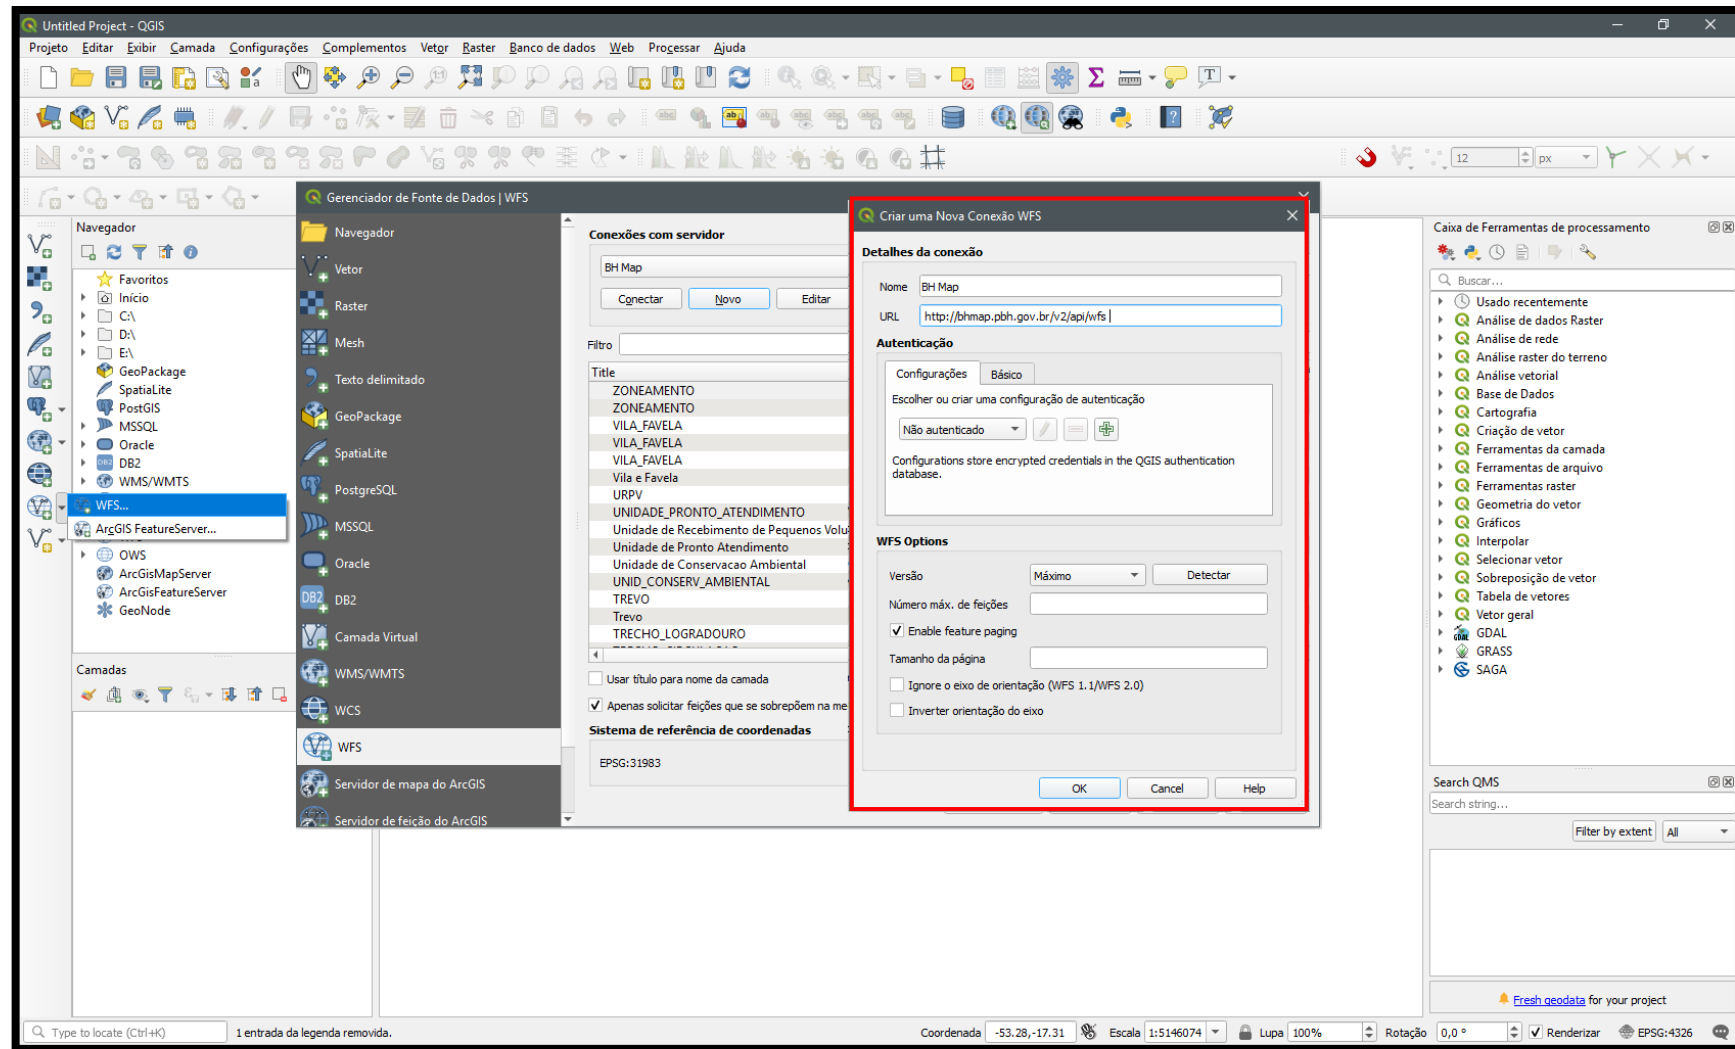 Untitled Project - QGIS
Projeto Editar Exibir Camada Configurações Complementos Vetor Raster Banco de dados Web Processar Ajuda
12 px
Navegador
Favoritos
Início
C:\
D:\
E:\
GeoPackage
SpatiaLite
PostGIS
MSSQL
Oracle
DB2
WMS/WMTS
WFS...
ArcGIS FeatureServer...
OWS
ArcGisMapServer
ArcGisFeatureServer
GeoNode
Camadas
Gerenciador de Fonte de Dados | WFS
Navegador
Vetor
Raster
Mesh
Texto delimitado
GeoPackage
SpatiaLite
PostgreSQL
MSSQL
Oracle
DB2
Camada Virtual
WMS/WMTS
WCS
WFS
Servidor de mapa do ArcGIS
Servidor de feição do ArcGIS
Conexões com servidor
BH Map
Conectar Novo Editar
Filtro
Title
ZONEAMENTO
ZONEAMENTO
VILA_FAVELA
VILA_FAVELA
VILA_FAVELA
Vila e Favela
URPV
UNIDADE_PRONTO_ATENDIMENTO
Unidade de Recebimento de Pequenos Volu
Unidade de Pronto Atendimento
Unidade de Conservacao Ambiental
UNID_CONSERV_AMBIENTAL
TREVO
Trevo
TRECHO_LOGRADOURO
Usar título para nome da camada
Apenas solicitar feições que se sobrepõem na me
Sistema de referência de coordenadas
EPSG:31983
Criar uma Nova Conexão WFS
Detalhes da conexão
Nome BH Map
URL http://bhmap.pbh.gov.br/v2/api/wfs
Autenticação
Configurações Básico
Escolher ou criar uma configuração de autenticação
Não autenticado
Configurations store encrypted credentials in the QGIS authentication
database.
WFS Options
Versão Máximo Detectar
Número máx. de feições
Enable feature paging
Tamanho da página
Ignore o eixo de orientação (WFS 1.1/WFS 2.0)
Inverter orientação do eixo
OK Cancel Help
Caixa de Ferramentas de processamento
Buscar...
Usado recentemente
Análise de dados Raster
Análise de rede
Análise raster do terreno
Análise vetorial
Base de Dados
Cartografia
Criação de vetor
Ferramentas da camada
Ferramentas de arquivo
Ferramentas raster
Geometria do vetor
Gráficos
Interpolar
Selecionar vetor
Sobreposição de vetor
Tabela de vetores
Vetor geral
GDAL
GRASS
SAGA
Search QMS
Search string...
Filter by extent All
Fresh geodata for your project
Type to locate (Ctrl+K) 1 entrada da legenda removida. Coordenada -53.28,-17.31 Escala 1:5146074 Lupa 100% Rotação 0,0 ° Renderizar EPSG:4326